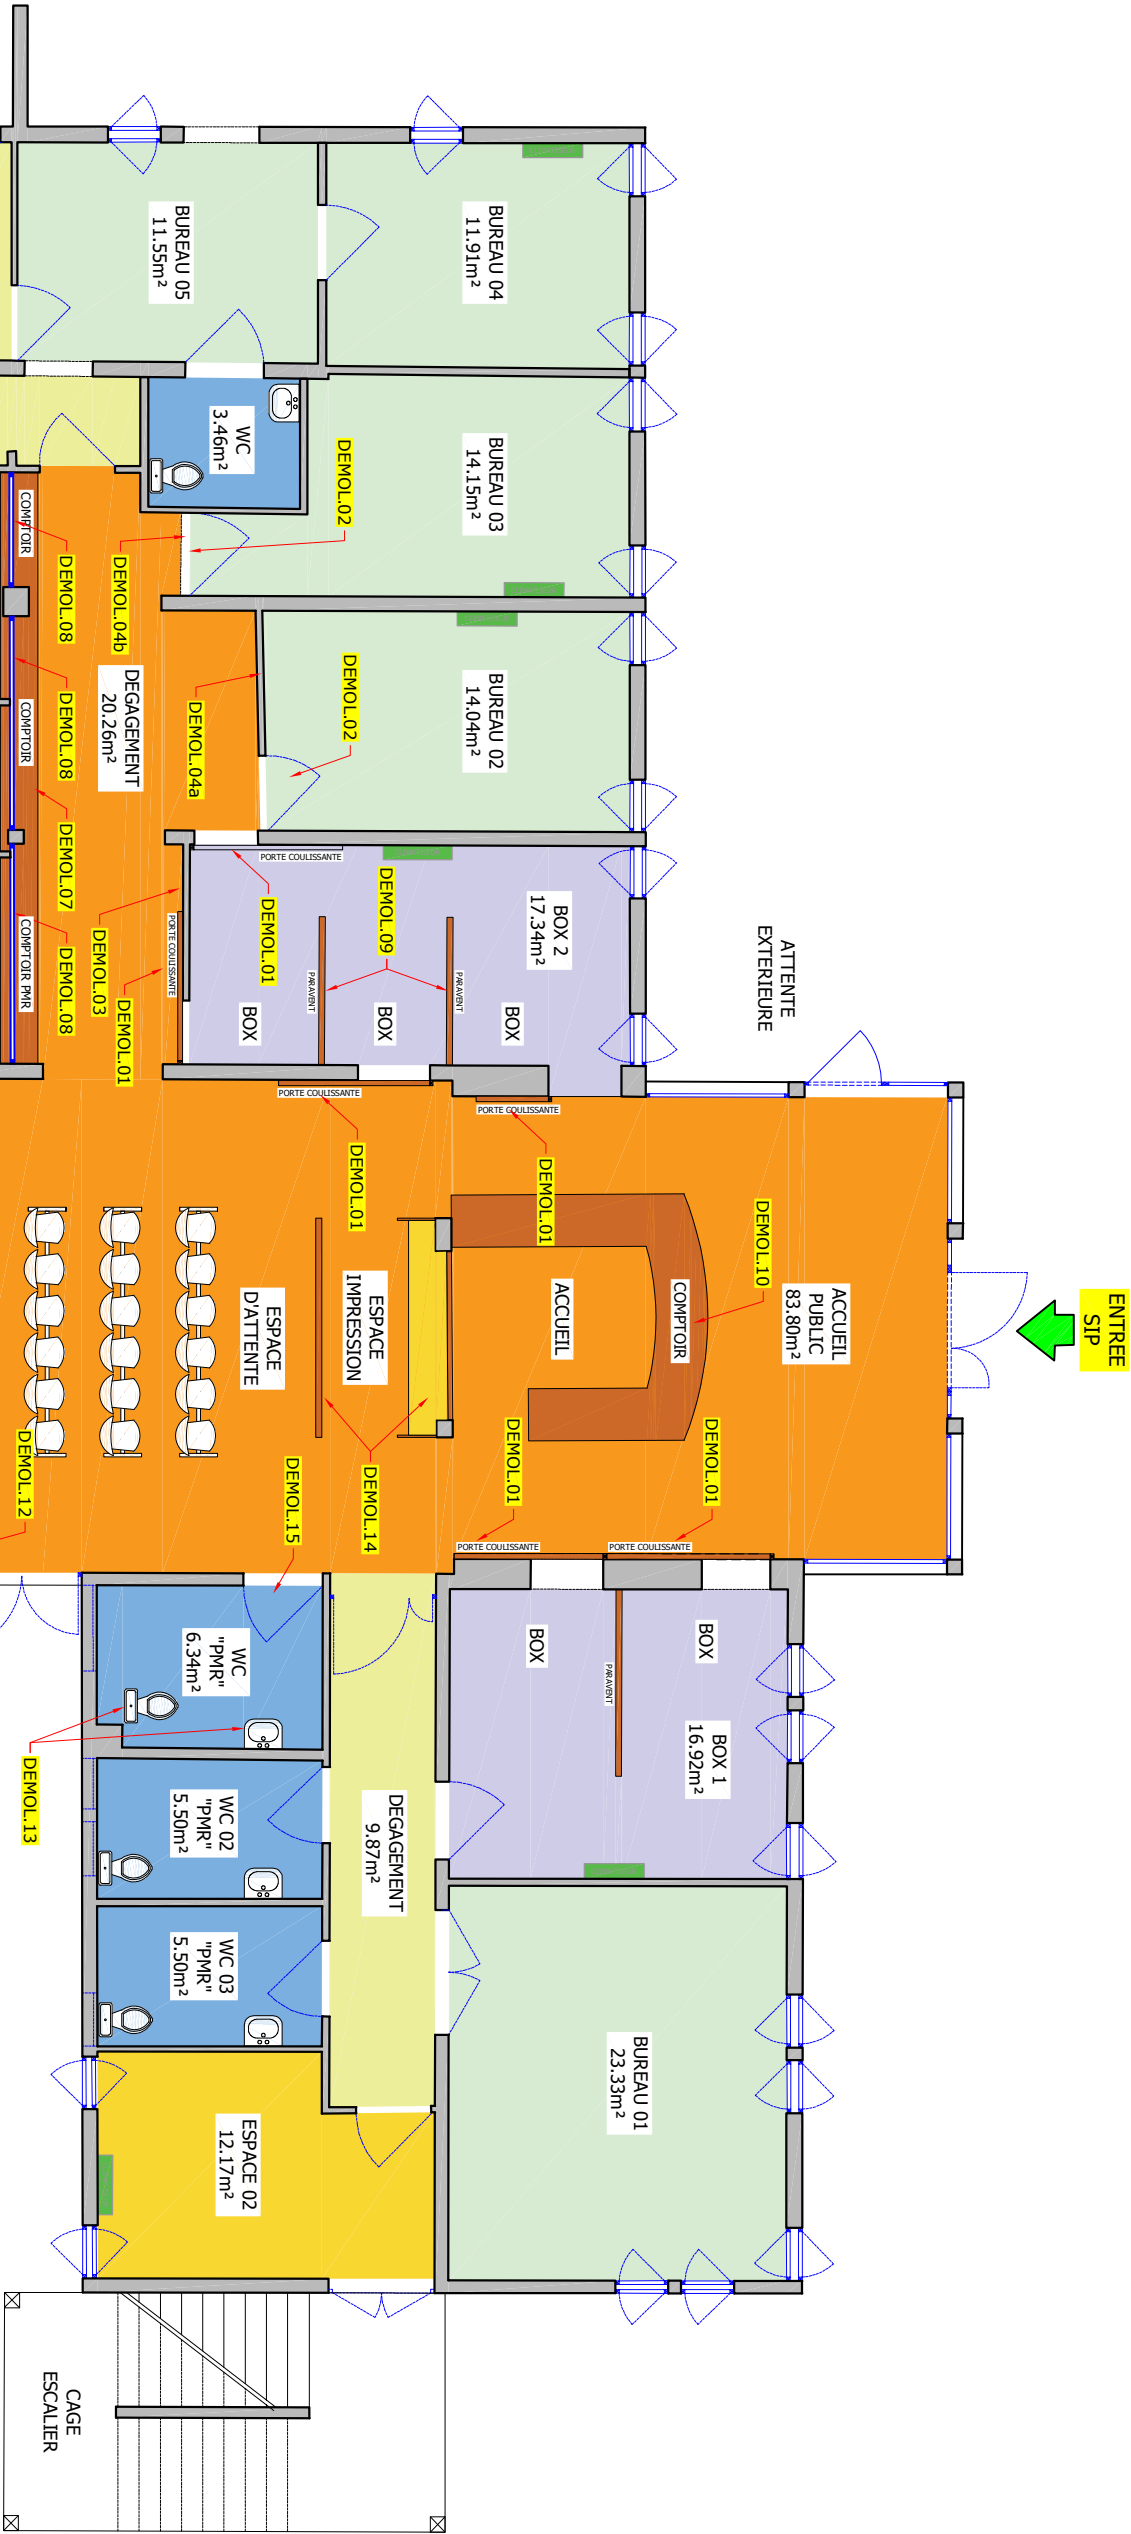 ENTREE
SIP
ATTENTE
EXTERIEURE
ACCUEIL
PUBLIC
83.80m²
DEMOL.10
COMPTOIR
ACCUEIL
BUREAU 04
11.91m²
BUREAU 03
14.15m²
BUREAU 02
14.04m²
BOX 2
17.34m²
BOX
BOX
BOX
PARAVENT
PARAVENT
DEMOL.09
PORTE COULISSANTE
DEMOL.01
PORTE COULISSANTE
DEMOL.01
PORTE COULISSANTE
DEMOL.01
PORTE COULISSANTE
DEMOL.01
DEMOL.03
BUREAU 05
11.55m²
WC
3.46m²
DEMOL.02
DEMOL.02
DEMOL.04a
DEMOL.04b
DEGAGEMENT
20.26m²
COMPTOIR
DEMOL.08
COMPTOIR
DEMOL.08
DEMOL.07
COMPTOIR PMR
DEMOL.08
ESPACE
IMPRESSION
ESPACE
D'ATTENTE
DEMOL.14
DEMOL.15
DEMOL.12
DEMOL.01
DEMOL.01
PORTE COULISSANTE
PORTE COULISSANTE
BOX
BOX
PARAVENT
BOX 1
16.92m²
BUREAU 01
23.33m²
DEGAGEMENT
9.87m²
WC
"PMR"
6.34m²
WC 02
"PMR"
5.50m²
WC 03
"PMR"
5.50m²
DEMOL.13
ESPACE 02
12.17m²
CAGE
ESCALIER